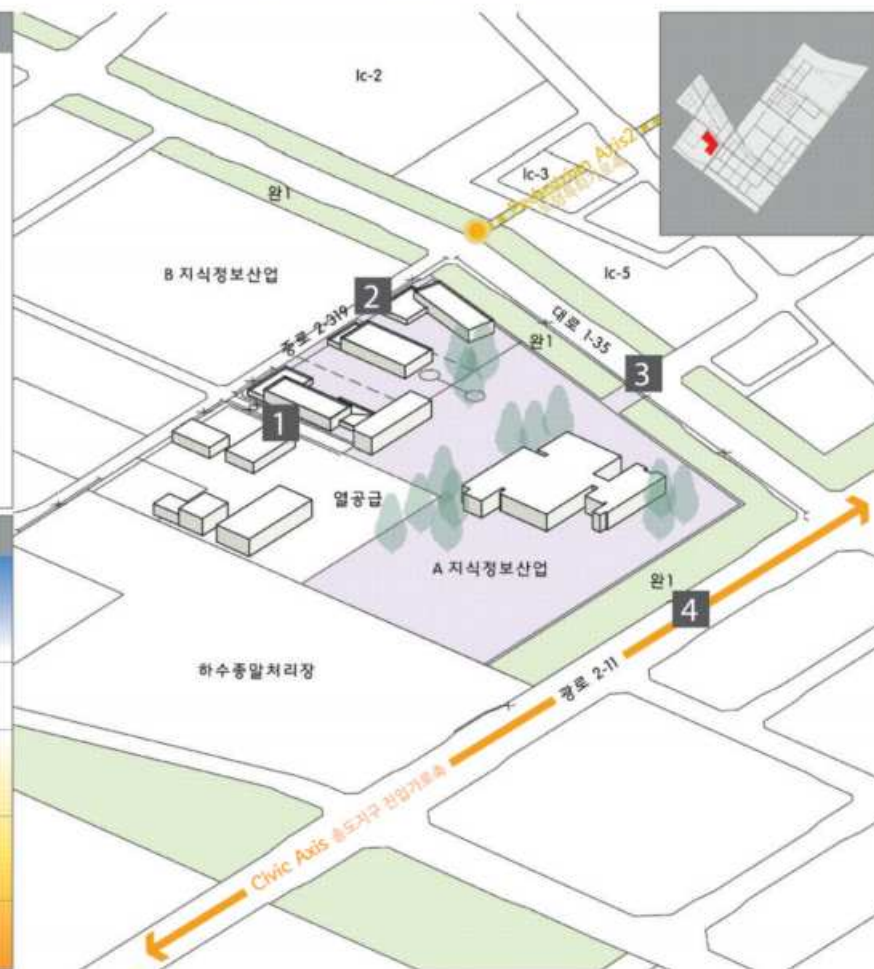 Ic-2
Ic-3
완1
B 지식정보산업
Ic-5
2
중로 2-319
대로 1-35
완1
3
1
열공급
A 지식정보산업
완1
4
하수종말처리장
광로 2-11
Civic Axis 송도지구 진입가로축
Axis2